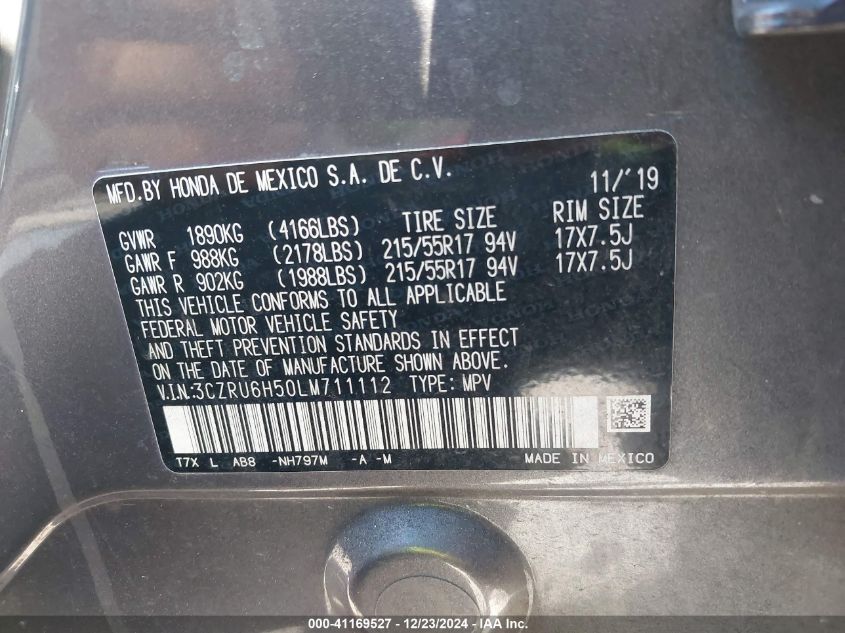 MFD.BY HONDA DE MEXICO S.A. DE C.V. 11/'19
TIRE SIZE RIM SIZE
GVWR 1890KG (4166LBS)
GAWR F 988KG (2178LBS) 215/55R17 94V 17X7.5J
GAWR R 902KG (1988LBS) 215/55R17 94V 17X7.5J
THIS VEHICLE CONFORMS TO ALL APPLICABLE
FEDERAL MOTOR VEHICLE SAFETY
AND THEFT PREVENTION STANDARDS IN EFFECT
ON THE DATE OF MANUFACTURE SHOWN ABOVE.
V.I.N:3CZRU6H50LM711112 TYPE: MPV
T7X L AB8 -NH797M -A -M MADE IN MEXICO
000-41169527 - 12/23/2024 - IAA Inc.